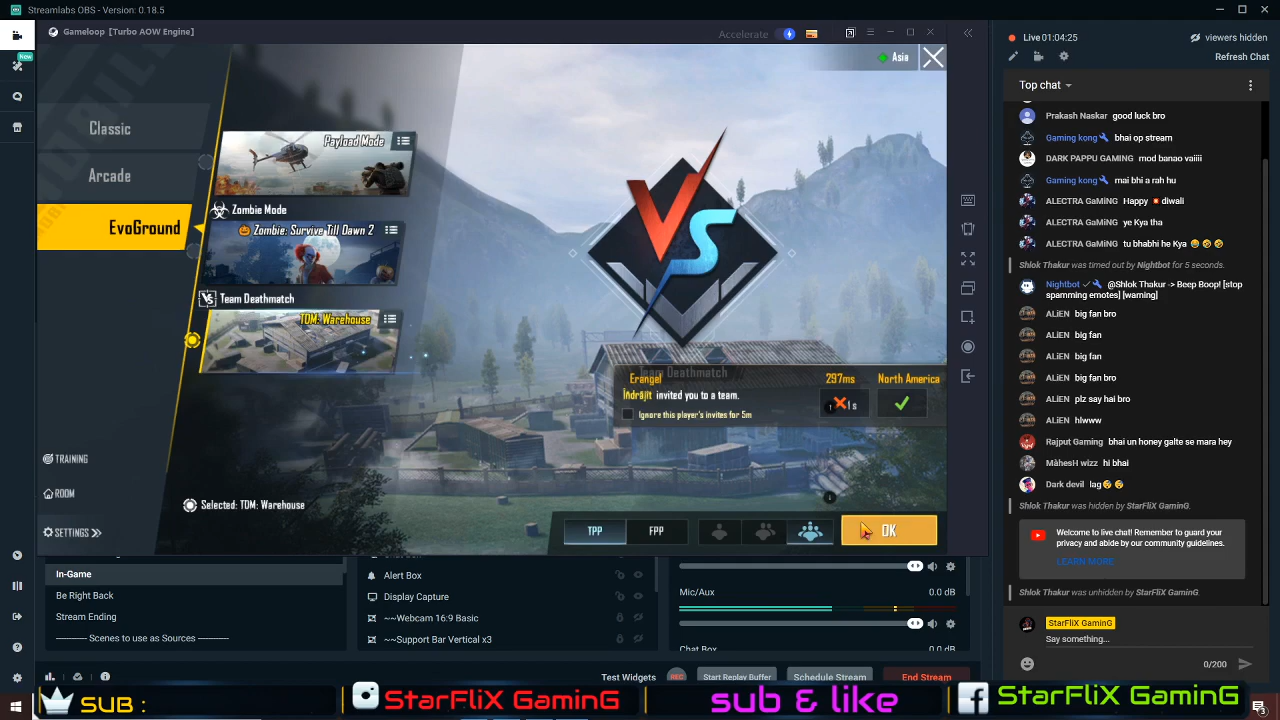 Streamlabs OBS - Version: 0.18.5
Gameloop [Turbo AOW Engine]
Accelerate
New
Asia
Classic
Arcade
EvoGround
Payload Mode
Zombie Mode
Zombie: Survive Till Dawn 2
VS Team Deathmatch
TDM: Warehouse
VS
Team Deathmatch
Erangel 297ms North America
Îñdrâjït invited you to a team.
1s
Ignore this player's invites for 5m
TRAINING
ROOM
Selected: TDM: Warehouse
SETTINGS
TPP FPP OK
In-Game
Be Right Back
Stream Ending
---------- Scenes to use as Sources ----------
Alert Box
Display Capture
~~Webcam 16:9 Basic
~~Support Bar Vertical x3
Mic/Aux 0.0 dB
Chat Box 0.0 dB
Test Widgets REC Start Replay Buffer Schedule Stream End Stream
Live 01:04:25 viewers hidden
Refresh Chat
Top chat
Prakash Naskar good luck bro
Gaming kong bhai op stream
DARK PAPPU GAMING mod banao vaiiii
Gaming kong mai bhi a rah hu
ALECTRA GaMiNG Happy diwali
ALECTRA GaMiNG ye Kya tha
ALECTRA GaMiNG tu bhabhi he Kya
Shlok Thakur was timed out by Nightbot for 5 seconds.
Nightbot @Shlok Thakur -> Beep Boop! [stop
spamming emotes] [warning]
ALiEN big fan bro
ALiEN big fan
ALiEN big fan
ALiEN big fan bro
ALiEN plz say hai bro
ALiEN hlwww
Rajput Gaming bhai un honey galte se mara hey
MàhesH wizz hi bhai
Dark devil lag
Shlok Thakur was hidden by StarFliX GaminG.
Welcome to live chat! Remember to guard your
privacy and abide by our community guidelines.
LEARN MORE
Shlok Thakur was unhidden by StarFliX GaminG.
StarFliX GaminG
Say something...
0/200
SUB :
StarFliX GaminG
sub & like
StarFliX GaminG